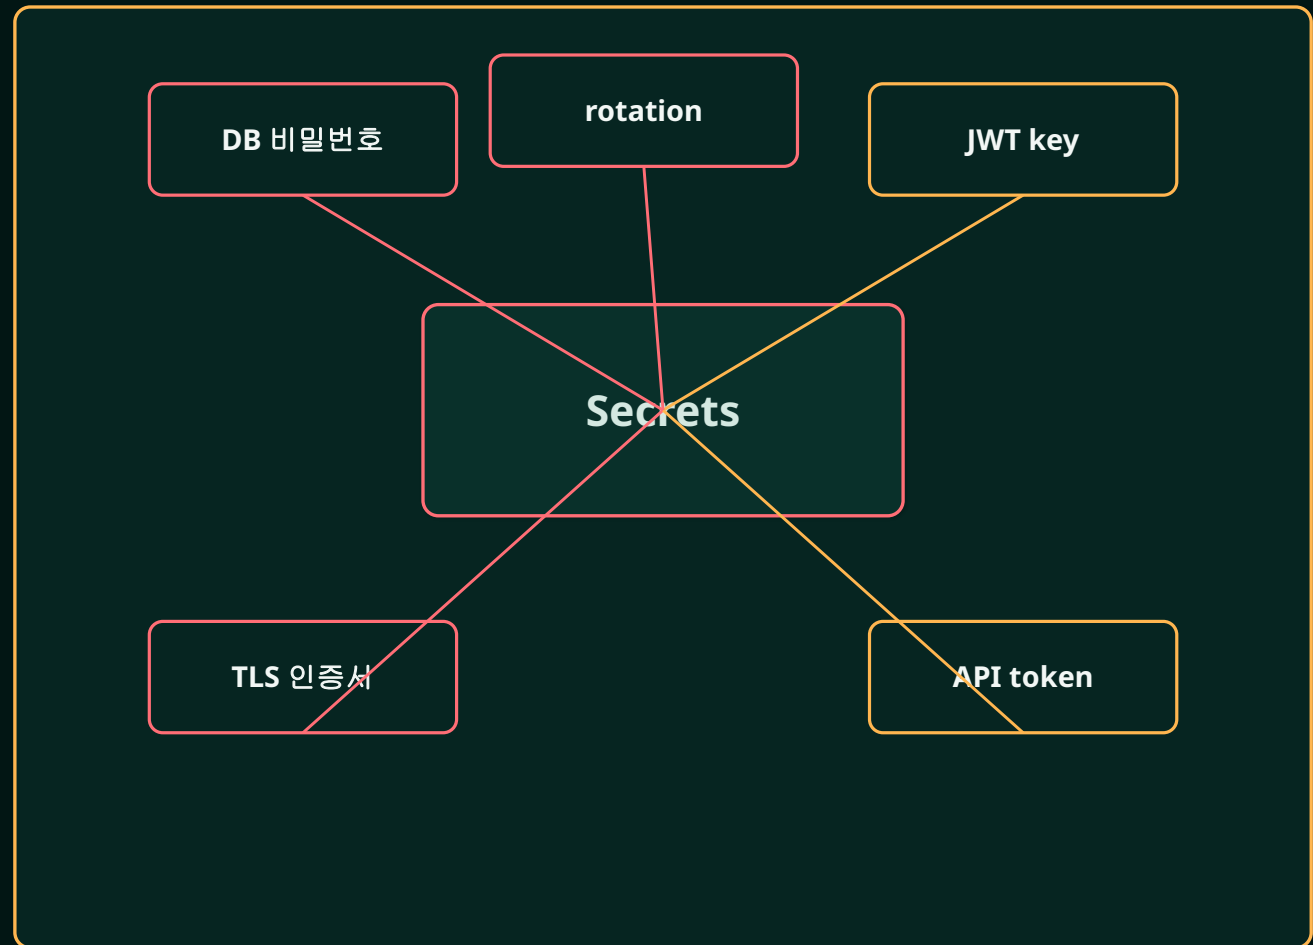 DB 비밀번호
rotation
JWT key
Secrets
TLS 인증서
API token